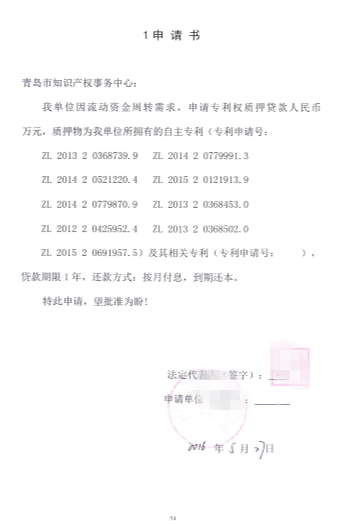 1 申 请 书
青岛市知识产权事务中心：
我单位因流动资金周转需求，申请专利权质押贷款人民币
万元，质押物为我单位所拥有的自主专利（专利申请号：
ZL 2013 2 0368739.9 ZL 2014 2 0779991.3
ZL 2014 2 0521220.4 ZL 2015 2 0121913.9
ZL 2014 2 0779870.9 ZL 2013 2 0368453.0
ZL 2012 2 0425952.4 ZL 2013 2 0368502.0
ZL 2015 2 0691957.5）及其相关专利（专利申请号： ），
贷款期限 1 年，还款方式：按月付息，到期还本。
特此申请，望批准为盼！
法定代 （签字）：
申请单位 ：
2016 年 5 月 27日
24